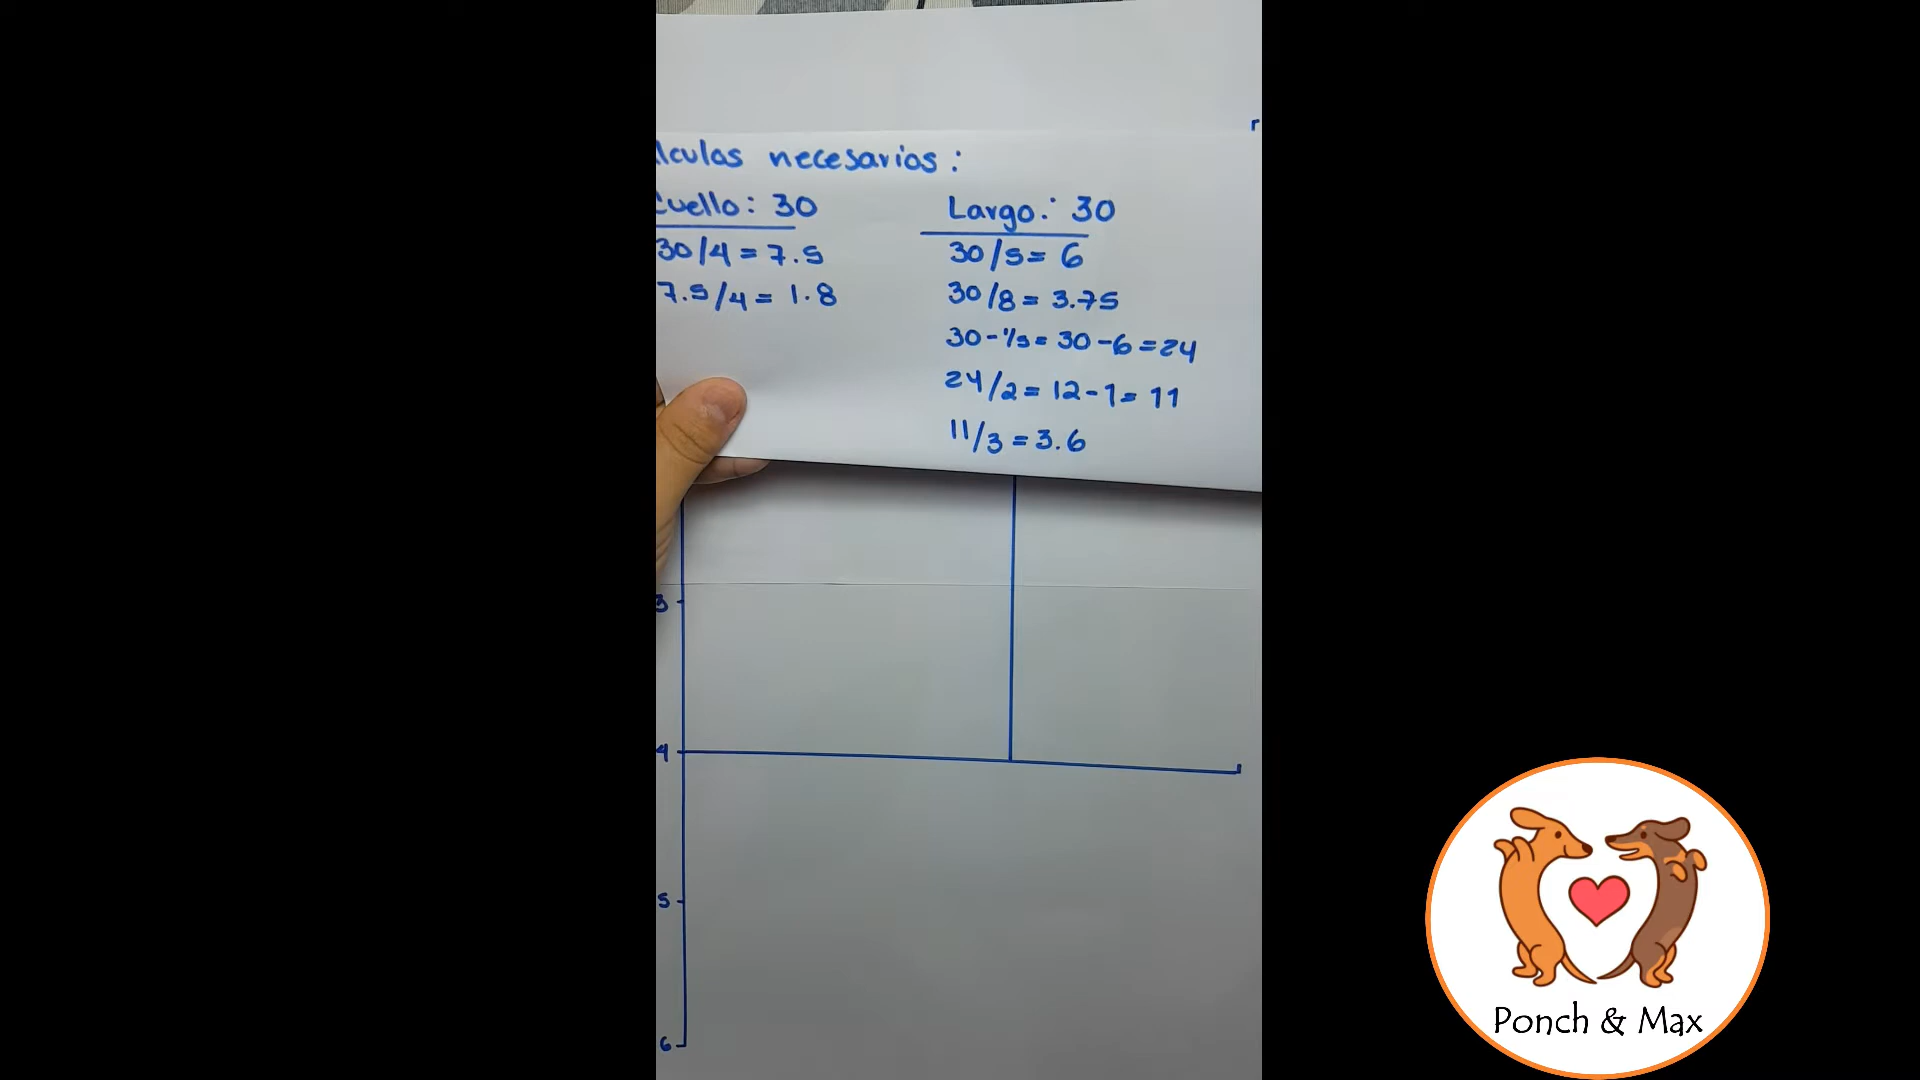 lculos necesarios:
Cuello: 30
30/4 = 7.5
7.5/4 = 1.8
Largo: 30
30/5 = 6
30/8 = 3.75
30 - 1/5 = 30 - 6 = 24
24/2 = 12 - 1 = 11
11/3 = 3.6
3
4
5
6
Ponch & Max